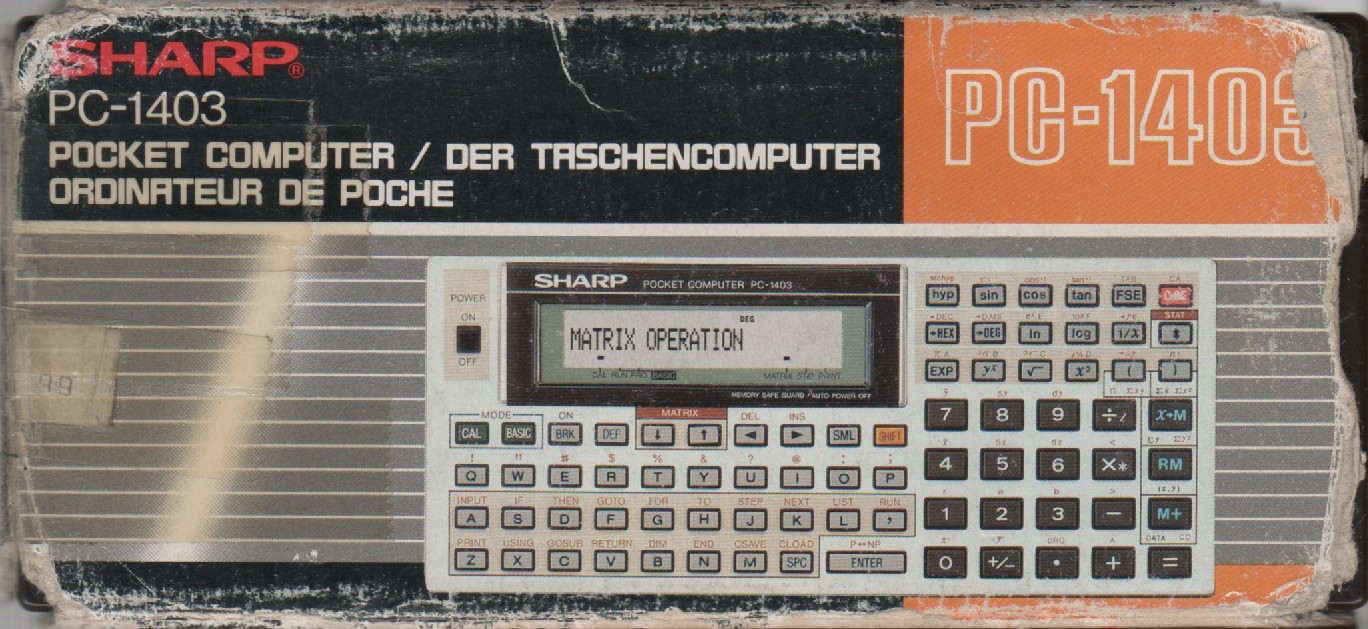 SHARP®
PC-1403
POCKET COMPUTER / DER TASCHENCOMPUTER
ORDINATEUR DE POCHE
PC-1403
99
SHARP POCKET COMPUTER PC-1403
POWER
ON
OFF
DEG
MATRIX OPERATION
CAL RUN PRO BASIC MATRIX STAT PRINT
MEMORY SAFE GUARD / AUTO POWER OFF
hyp sin cos tan FSE
STAT
→HEX →DEG ln log 1/x
EXP yˣ √ x² ( )
MODE ON MATRIX DEL INS
CAL BASIC BRK DEF ↓ ↑ ◄ ► SML SHIFT
! " # $ % & ? @ : ;
Q W E R T Y U I O P
INPUT IF THEN GOTO FOR TO STEP NEXT LIST RUN
A S D F G H J K L ,
PRINT USING GOSUB RETURN DIM END CSAVE CLOAD P↔NP
Z X C V B N M SPC ENTER
7 8 9 ÷/ X→M
4 5 6 X* RM
(x,y)
1 2 3 − M+
DATA CD
0 +/− • + =